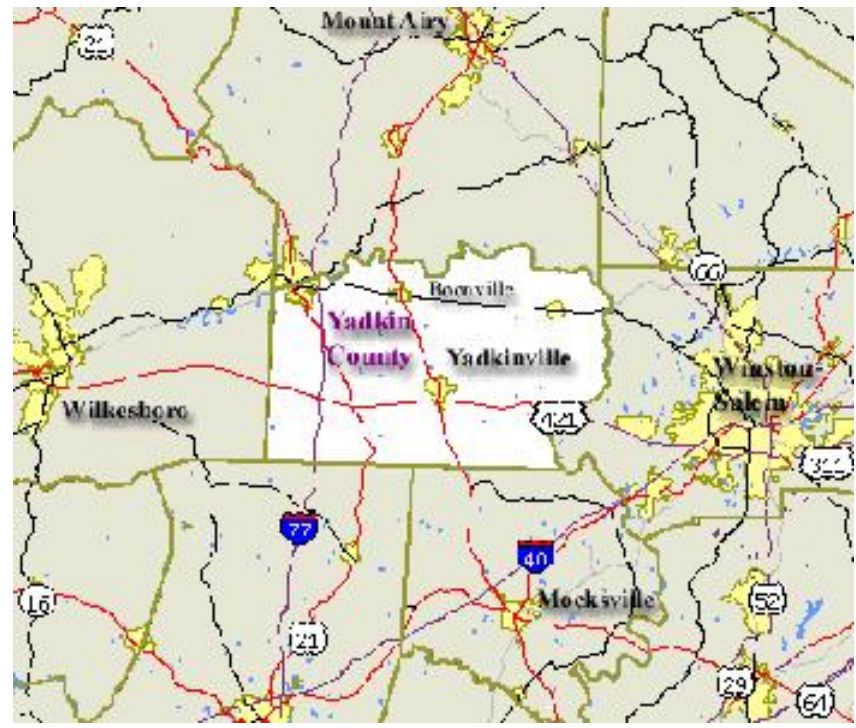 Mount Airy
21
66
Boonville
Yadkin
County
Yadkinville
Winston-
Salem
Wilkesboro
421
311
77
40
16
Mocksville
52
21
29
64